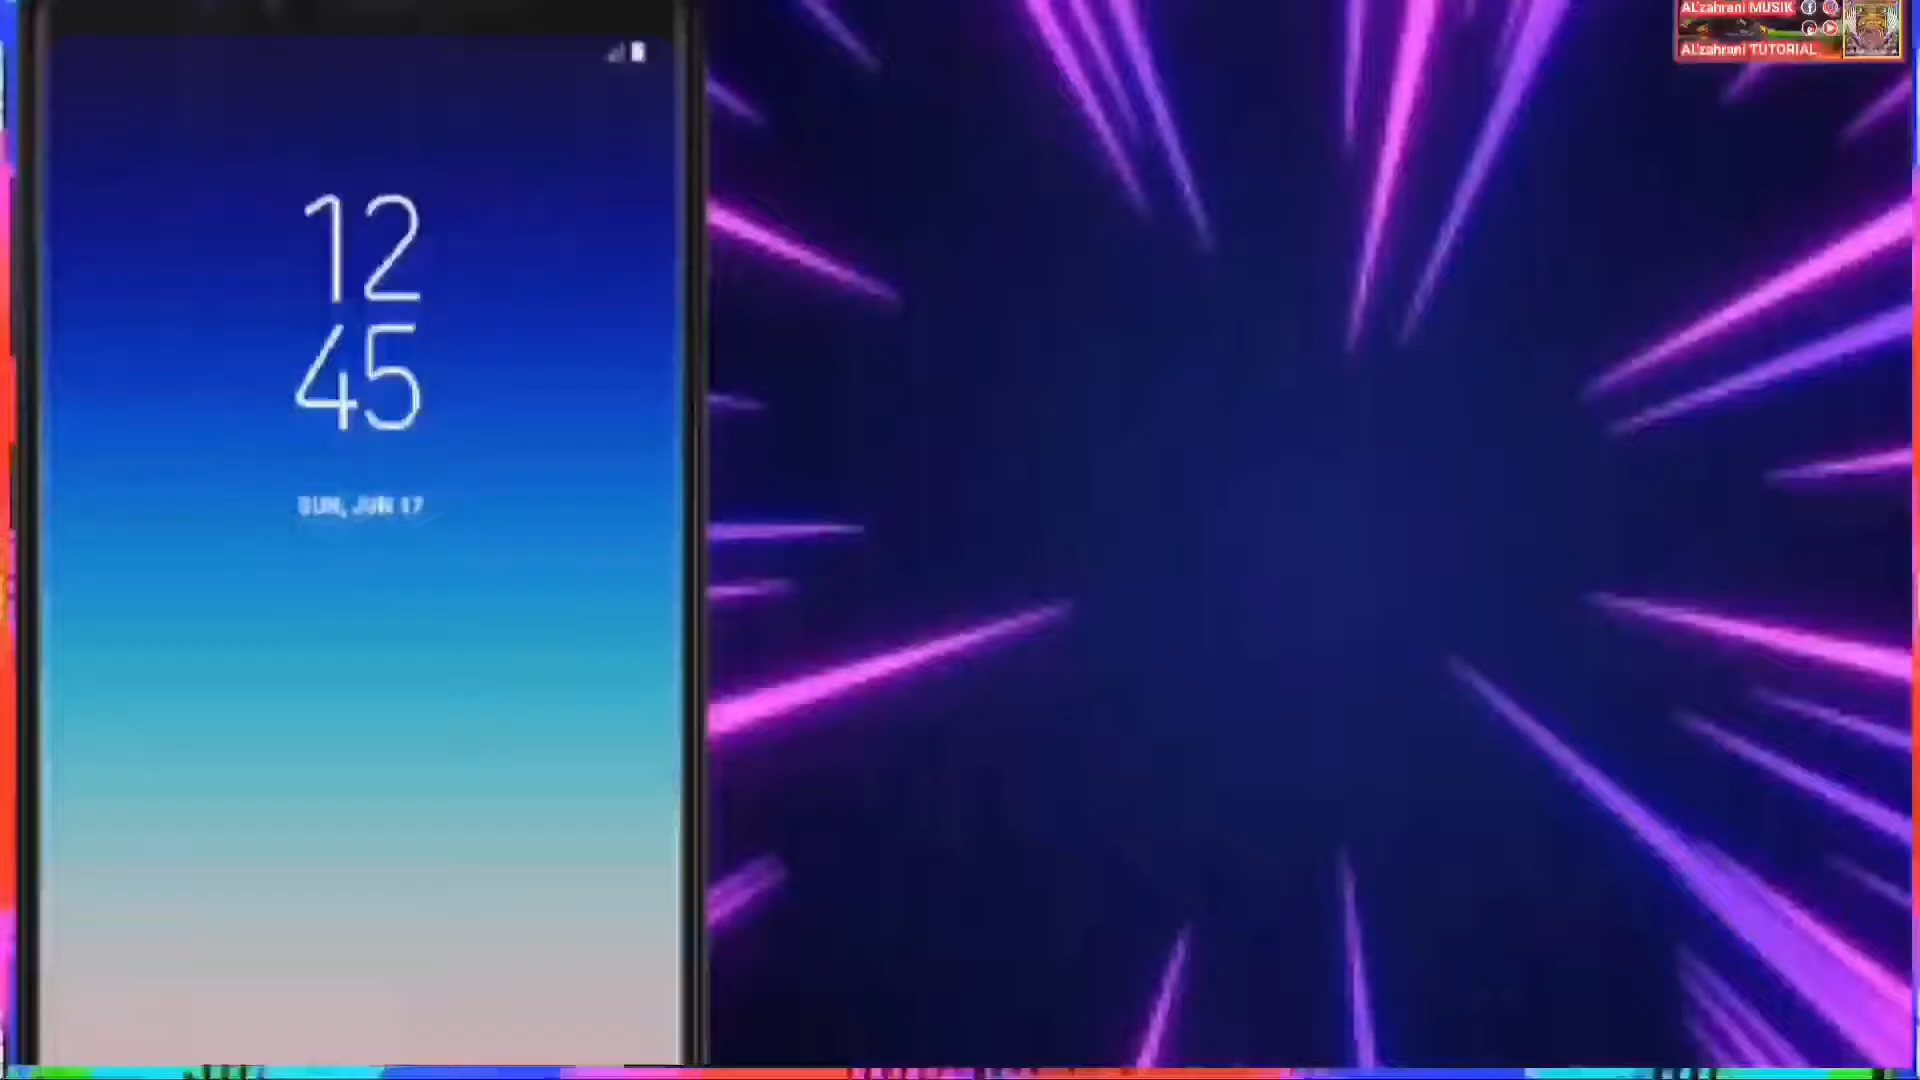 AL'zahrani MUSIK
AL'zahrani TUTORIAL
12
45
SUN, JUN 17